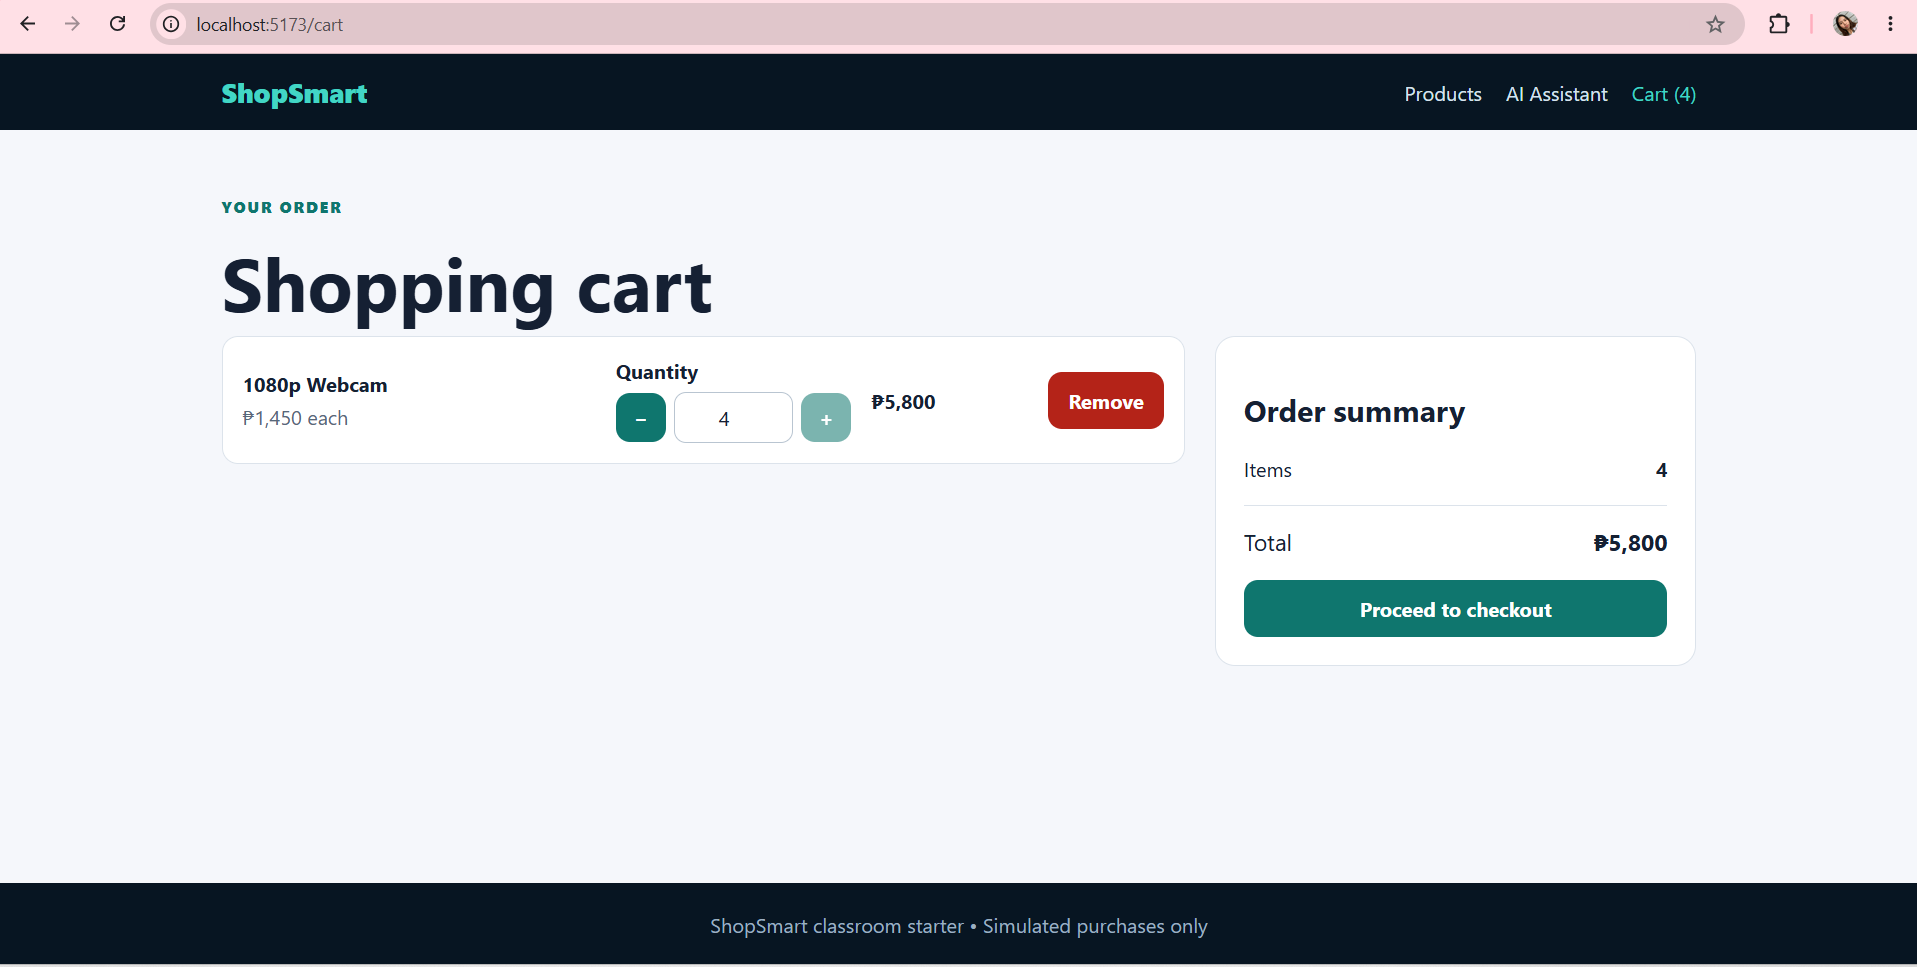 localhost:5173/cart
ShopSmart
Products AI Assistant Cart (4)
YOUR ORDER
Shopping cart
1080p Webcam
₱1,450 each
Quantity
− 4 +
₱5,800
Remove
Order summary
Items 4
Total ₱5,800
Proceed to checkout
ShopSmart classroom starter • Simulated purchases only